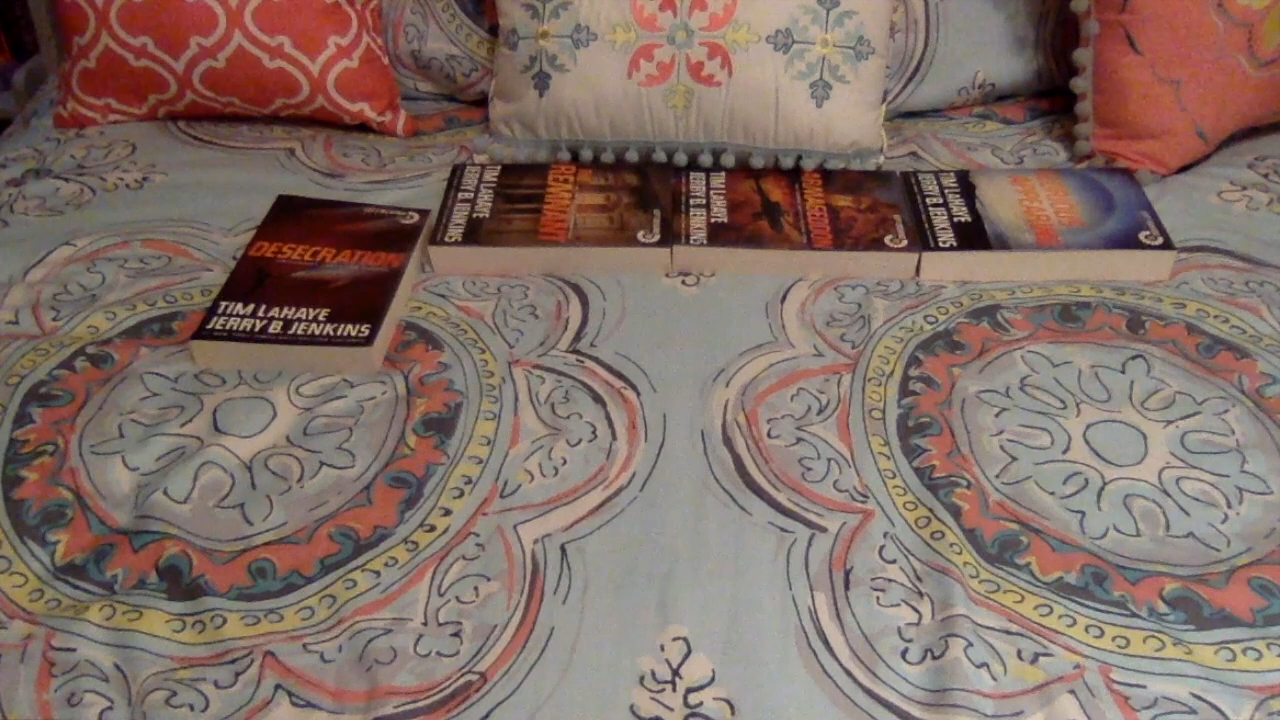 DESECRATION
TIM LAHAYE
JERRY B. JENKINS
TIM LAHAYE
JERRY B. JENKINS
REMNANT
TIM LAHAYE
JERRY B. JENKINS
ARMAGEDDON
TIM LAHAYE
JERRY B. JENKINS